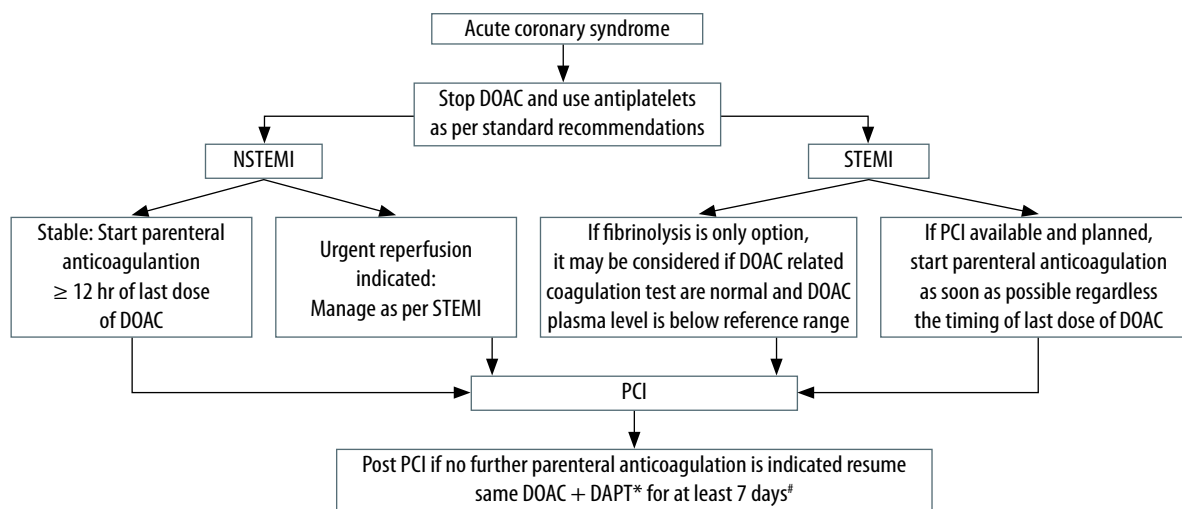 Acute coronary syndrome
Stop DOAC and use antiplatelets
as per standard recommendations
NSTEMI
STEMI
Stable: Start parenteral
anticoagulantion
≥ 12 hr of last dose
of DOAC
Urgent reperfusion
indicated:
Manage as per STEMI
If fibrinolysis is only option,
it may be considered if DOAC related
coagulation test are normal and DOAC
plasma level is below reference range
If PCI available and planned,
start parenteral anticoagulation
as soon as possible regardless
the timing of last dose of DOAC
PCI
Post PCI if no further parenteral anticoagulation is indicated resume
same DOAC + DAPT* for at least 7 days#